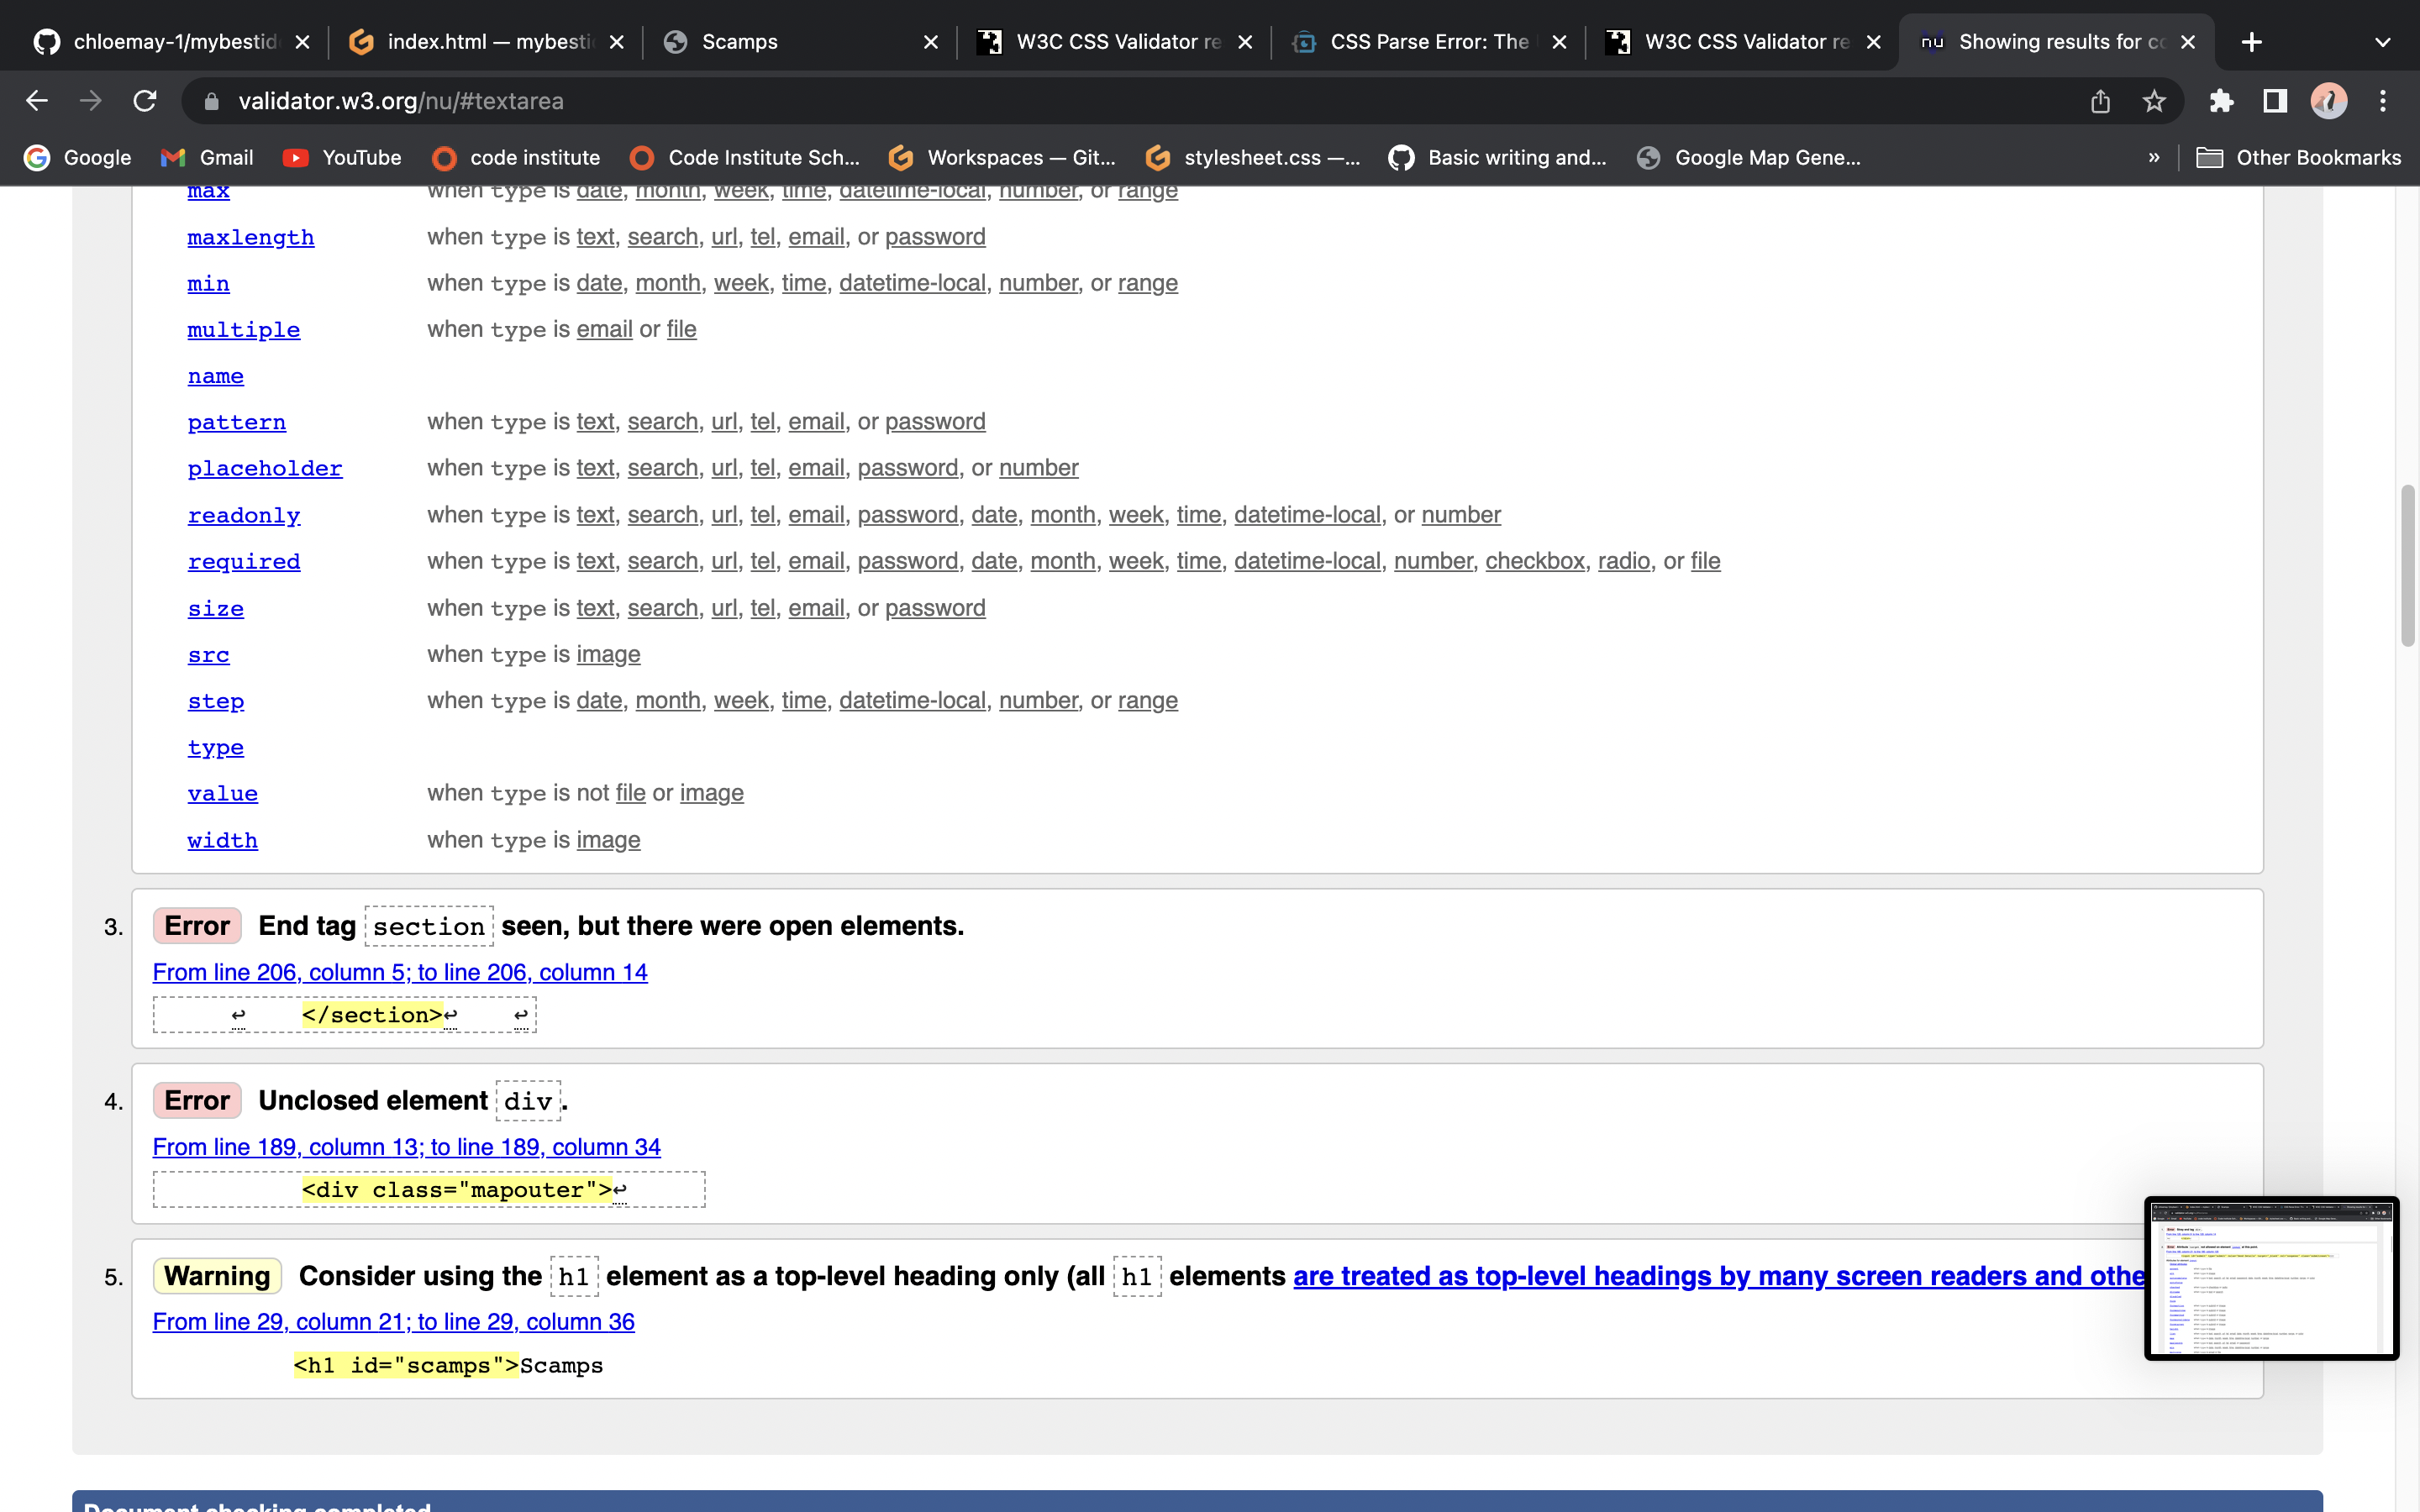 chloemay-1/mybestid
index.html — mybesti
Scamps
W3C CSS Validator re
CSS Parse Error: The
W3C CSS Validator re
nu Showing results for co
validator.w3.org/nu/#textarea
Google
Gmail
YouTube
code institute
Code Institute Sch...
Workspaces — Git...
stylesheet.css —...
Basic writing and...
Google Map Gene...
»
Other Bookmarks
max when type is date, month, week, time, datetime-local, number, or range
maxlength when type is text, search, url, tel, email, or password
min when type is date, month, week, time, datetime-local, number, or range
multiple when type is email or file
name
pattern when type is text, search, url, tel, email, or password
placeholder when type is text, search, url, tel, email, password, or number
readonly when type is text, search, url, tel, email, password, date, month, week, time, datetime-local, or number
required when type is text, search, url, tel, email, password, date, month, week, time, datetime-local, number, checkbox, radio, or file
size when type is text, search, url, tel, email, or password
src when type is image
step when type is date, month, week, time, datetime-local, number, or range
type
value when type is not file or image
width when type is image
3. Error End tag section seen, but there were open elements.
From line 206, column 5; to line 206, column 14
↩ </section>↩ ↩
4. Error Unclosed element div.
From line 189, column 13; to line 189, column 34
<div class="mapouter">↩
5. Warning Consider using the h1 element as a top-level heading only (all h1 elements are treated as top-level headings by many screen readers and othe
From line 29, column 21; to line 29, column 36
<h1 id="scamps">Scamps
Document checking completed